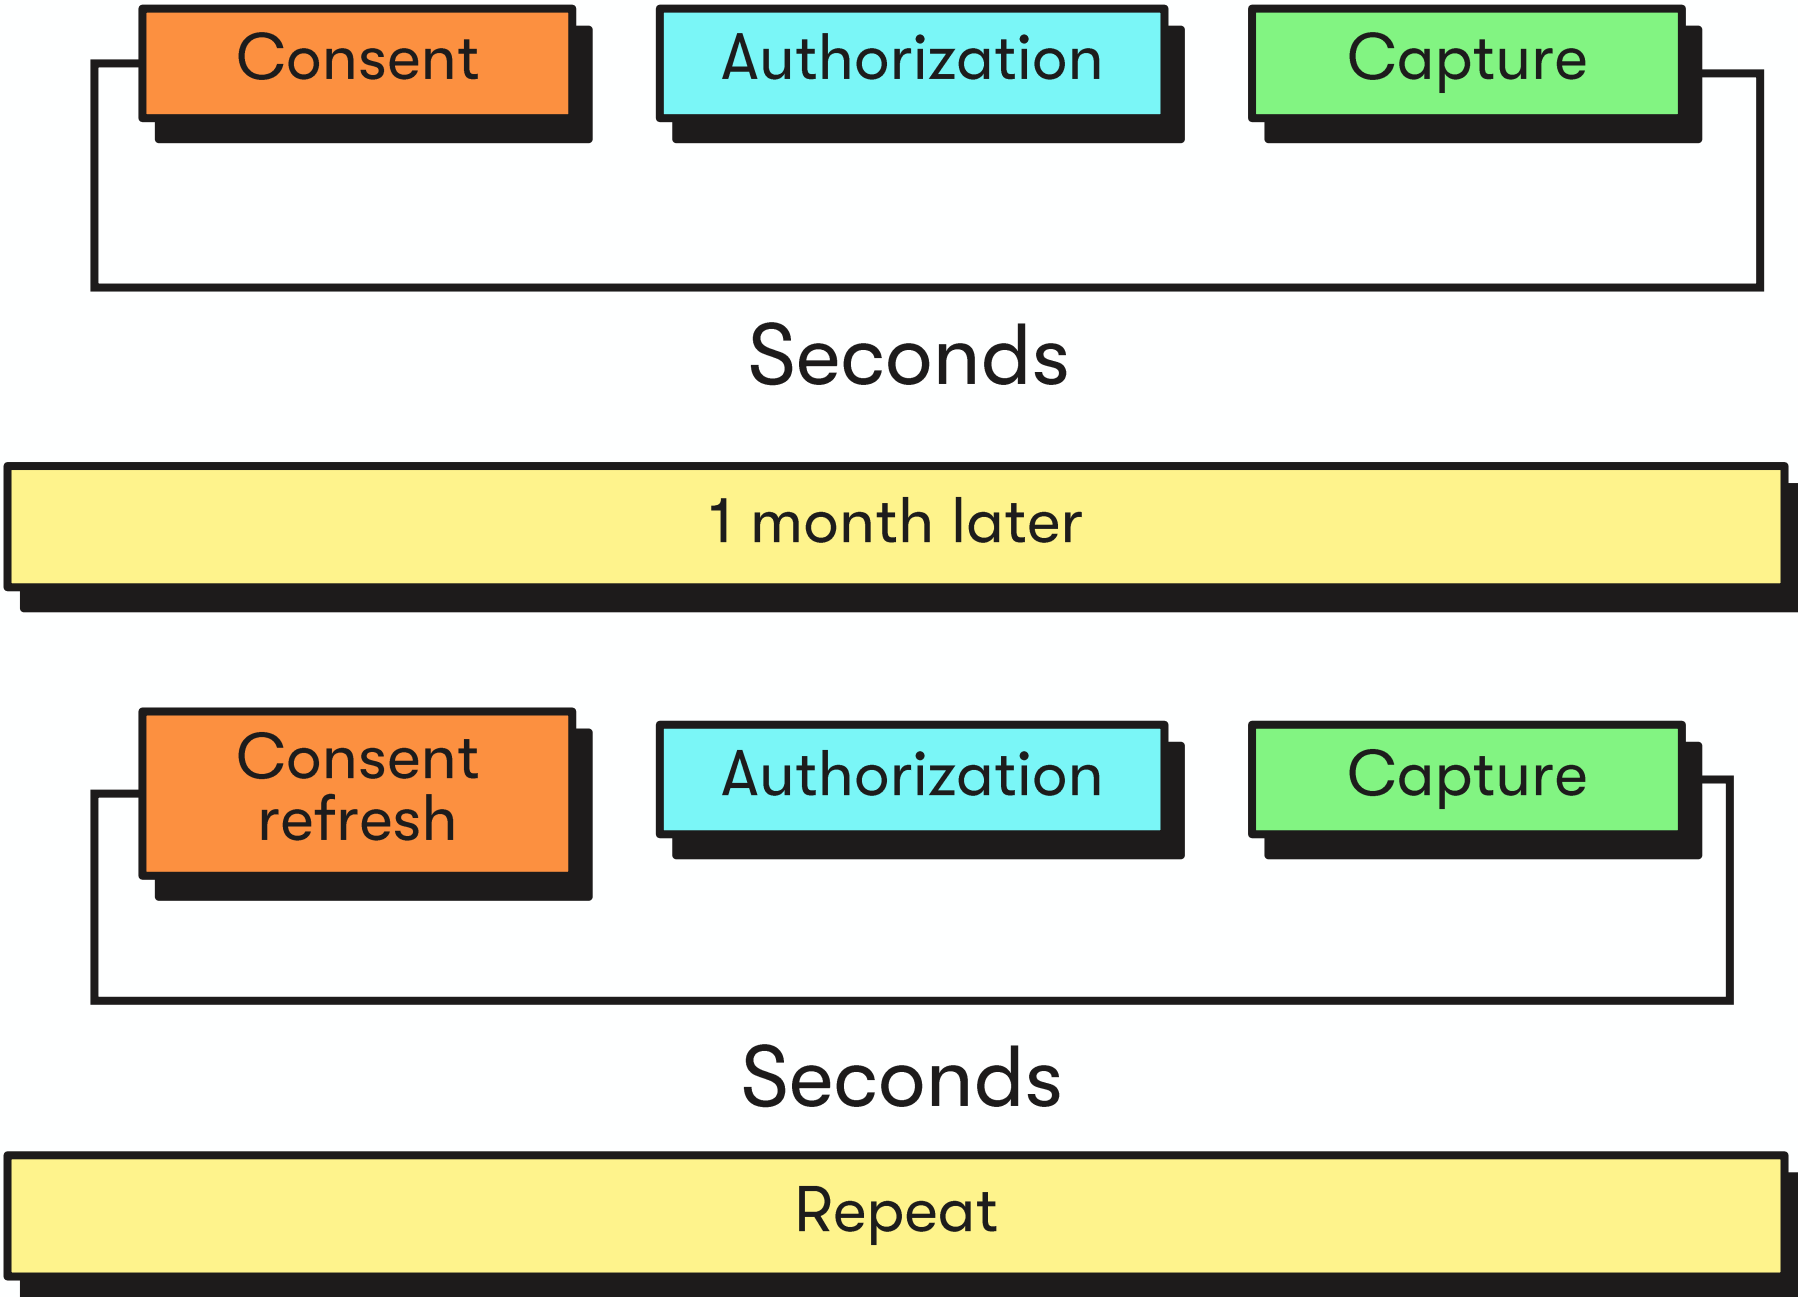 Consent
Authorization
Capture
Seconds
1 month later
Consent
refresh
Authorization
Capture
Seconds
Repeat